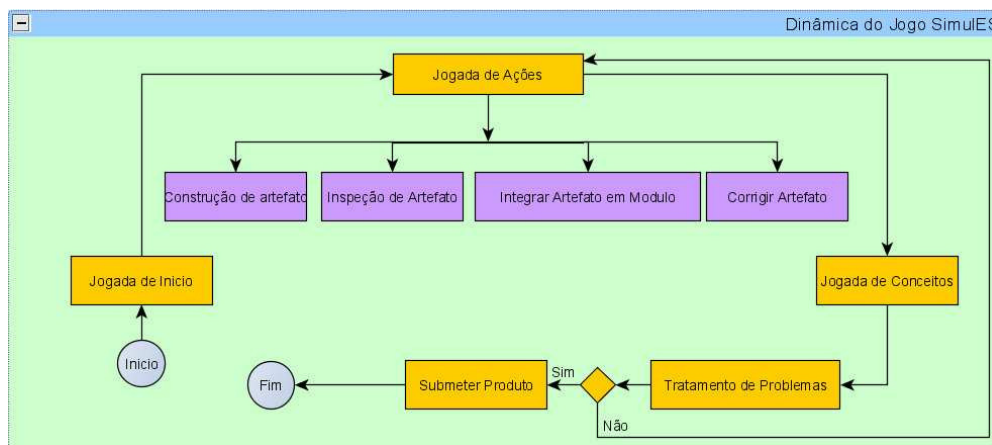 Dinâmica do Jogo SimulES
Jogada de Ações
Construção de artefato
Inspeção de Artefato
Integrar Artefato em Modulo
Corrigir Artefato
Jogada de Inicio
Jogada de Conceitos
Inicio
Fim
Submeter Produto
Sim
Tratamento de Problemas
Não